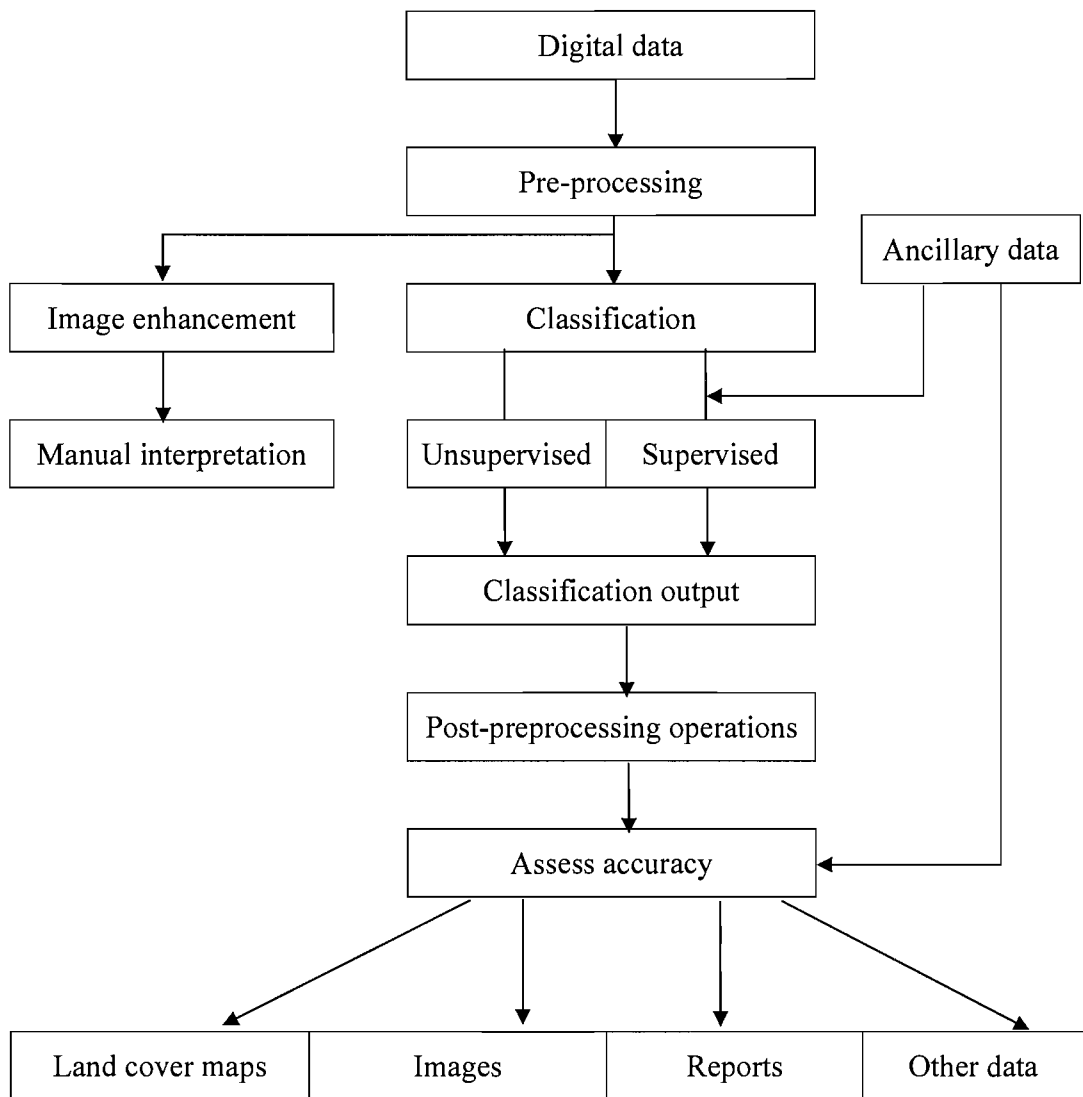 Digital data
Pre-processing
Ancillary data
Image enhancement
Classification
Manual interpretation
Unsupervised
Supervised
Classification output
Post-preprocessing operations
Assess accuracy
Land cover maps
Images
Reports
Other data